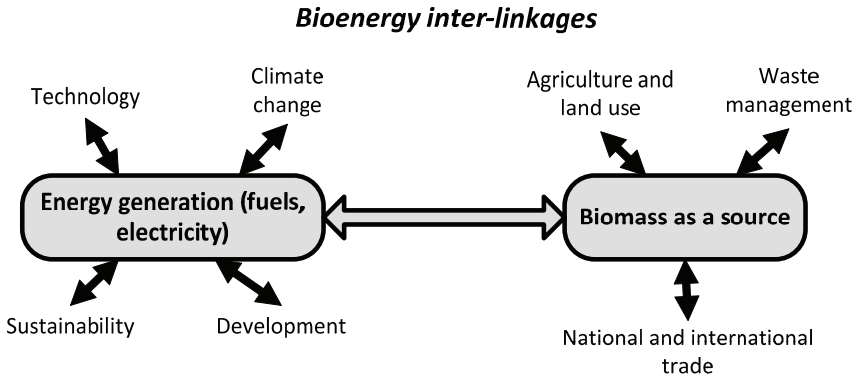 Bioenergy inter-linkages
Technology
Climate
change
Agriculture and
land use
Waste
management
Energy generation (fuels,
electricity)
Biomass as a source
Sustainability
Development
National and international
trade